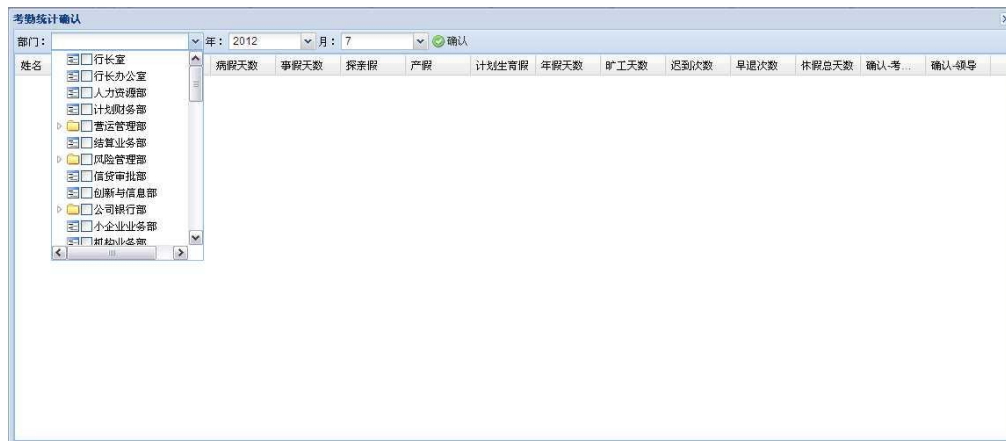 考勤统计确认
部门： 年： 2012 月： 7 确认
姓名 病假天数 事假天数 探亲假 产假 计划生育假 年假天数 旷工天数 迟到次数 早退次数 休假总天数 确认-考... 确认-领导
行长室
行长办公室
人力资源部
计划财务部
营运管理部
结算业务部
风险管理部
信贷审批部
创新与信息部
公司银行部
小企业业务部
机构业务部